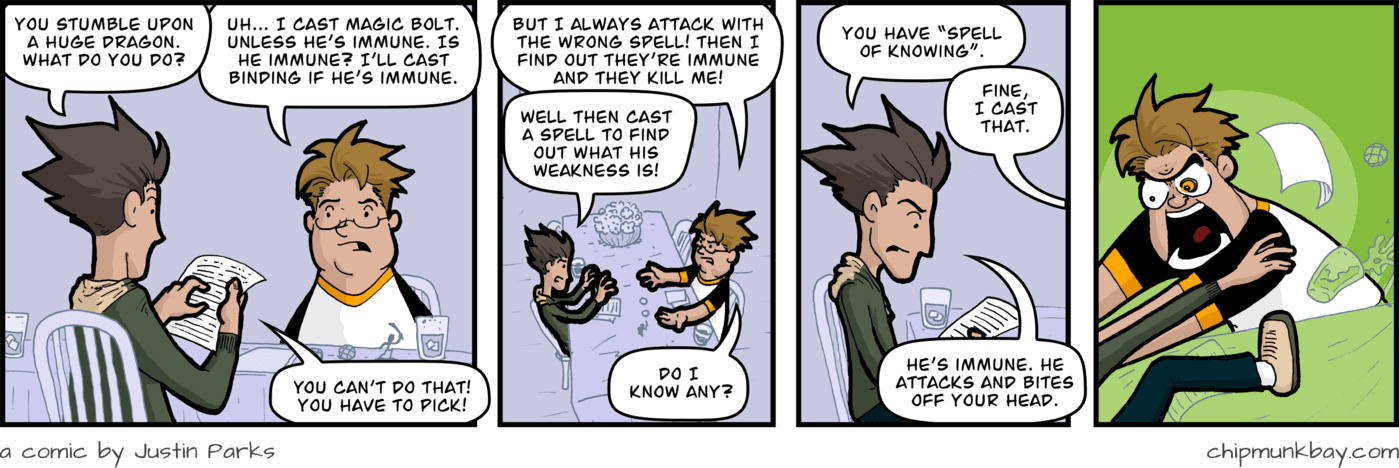 YOU STUMBLE UPON
A HUGE DRAGON.
WHAT DO YOU DO?
UH... I CAST MAGIC BOLT.
UNLESS HE'S IMMUNE. IS
HE IMMUNE? I'LL CAST
BINDING IF HE'S IMMUNE.
YOU CAN'T DO THAT!
YOU HAVE TO PICK!
BUT I ALWAYS ATTACK WITH
THE WRONG SPELL! THEN I
FIND OUT THEY'RE IMMUNE
AND THEY KILL ME!
WELL THEN CAST
A SPELL TO FIND
OUT WHAT HIS
WEAKNESS IS!
DO I
KNOW ANY?
YOU HAVE "SPELL
OF KNOWING".
FINE,
I CAST
THAT.
HE'S IMMUNE. HE
ATTACKS AND BITES
OFF YOUR HEAD.
a comic by Justin Parks
chipmunkbay.com